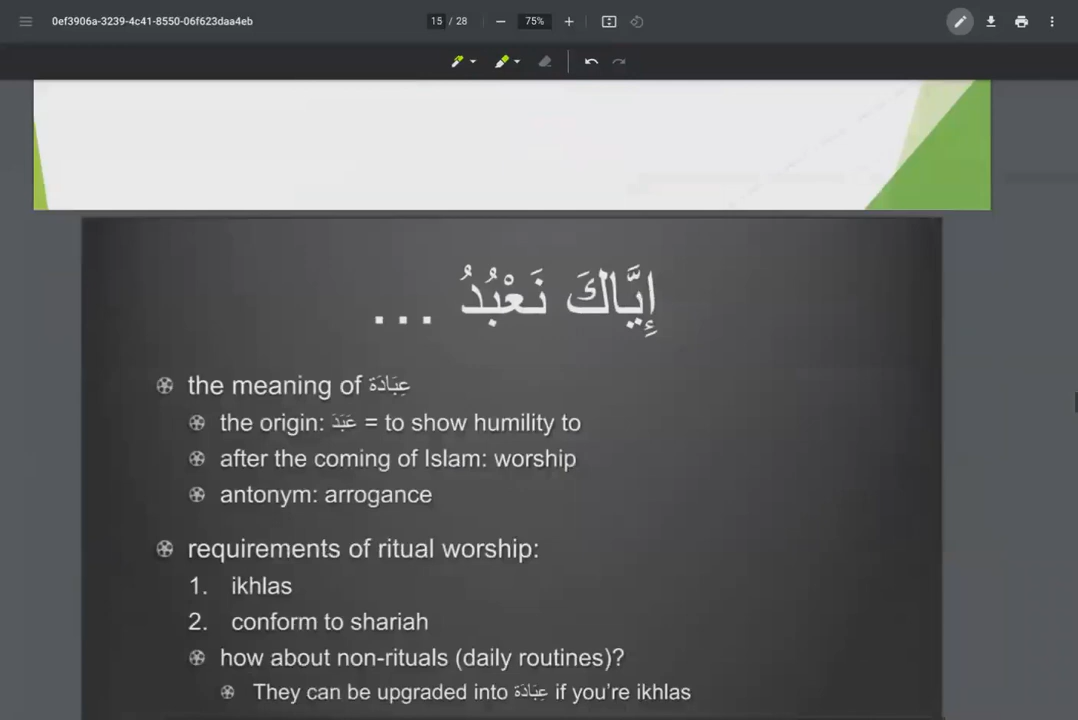 0ef3906a-3239-4c41-8550-06f623daa4eb 15 / 28 75%
إِيَّاكَ نَعْبُدُ ...
the meaning of عِبَادَة
the origin: عَبَدَ = to show humility to
after the coming of Islam: worship
antonym: arrogance
requirements of ritual worship:
1. ikhlas
2. conform to shariah
how about non-rituals (daily routines)?
They can be upgraded into عِبَادَة if you're ikhlas